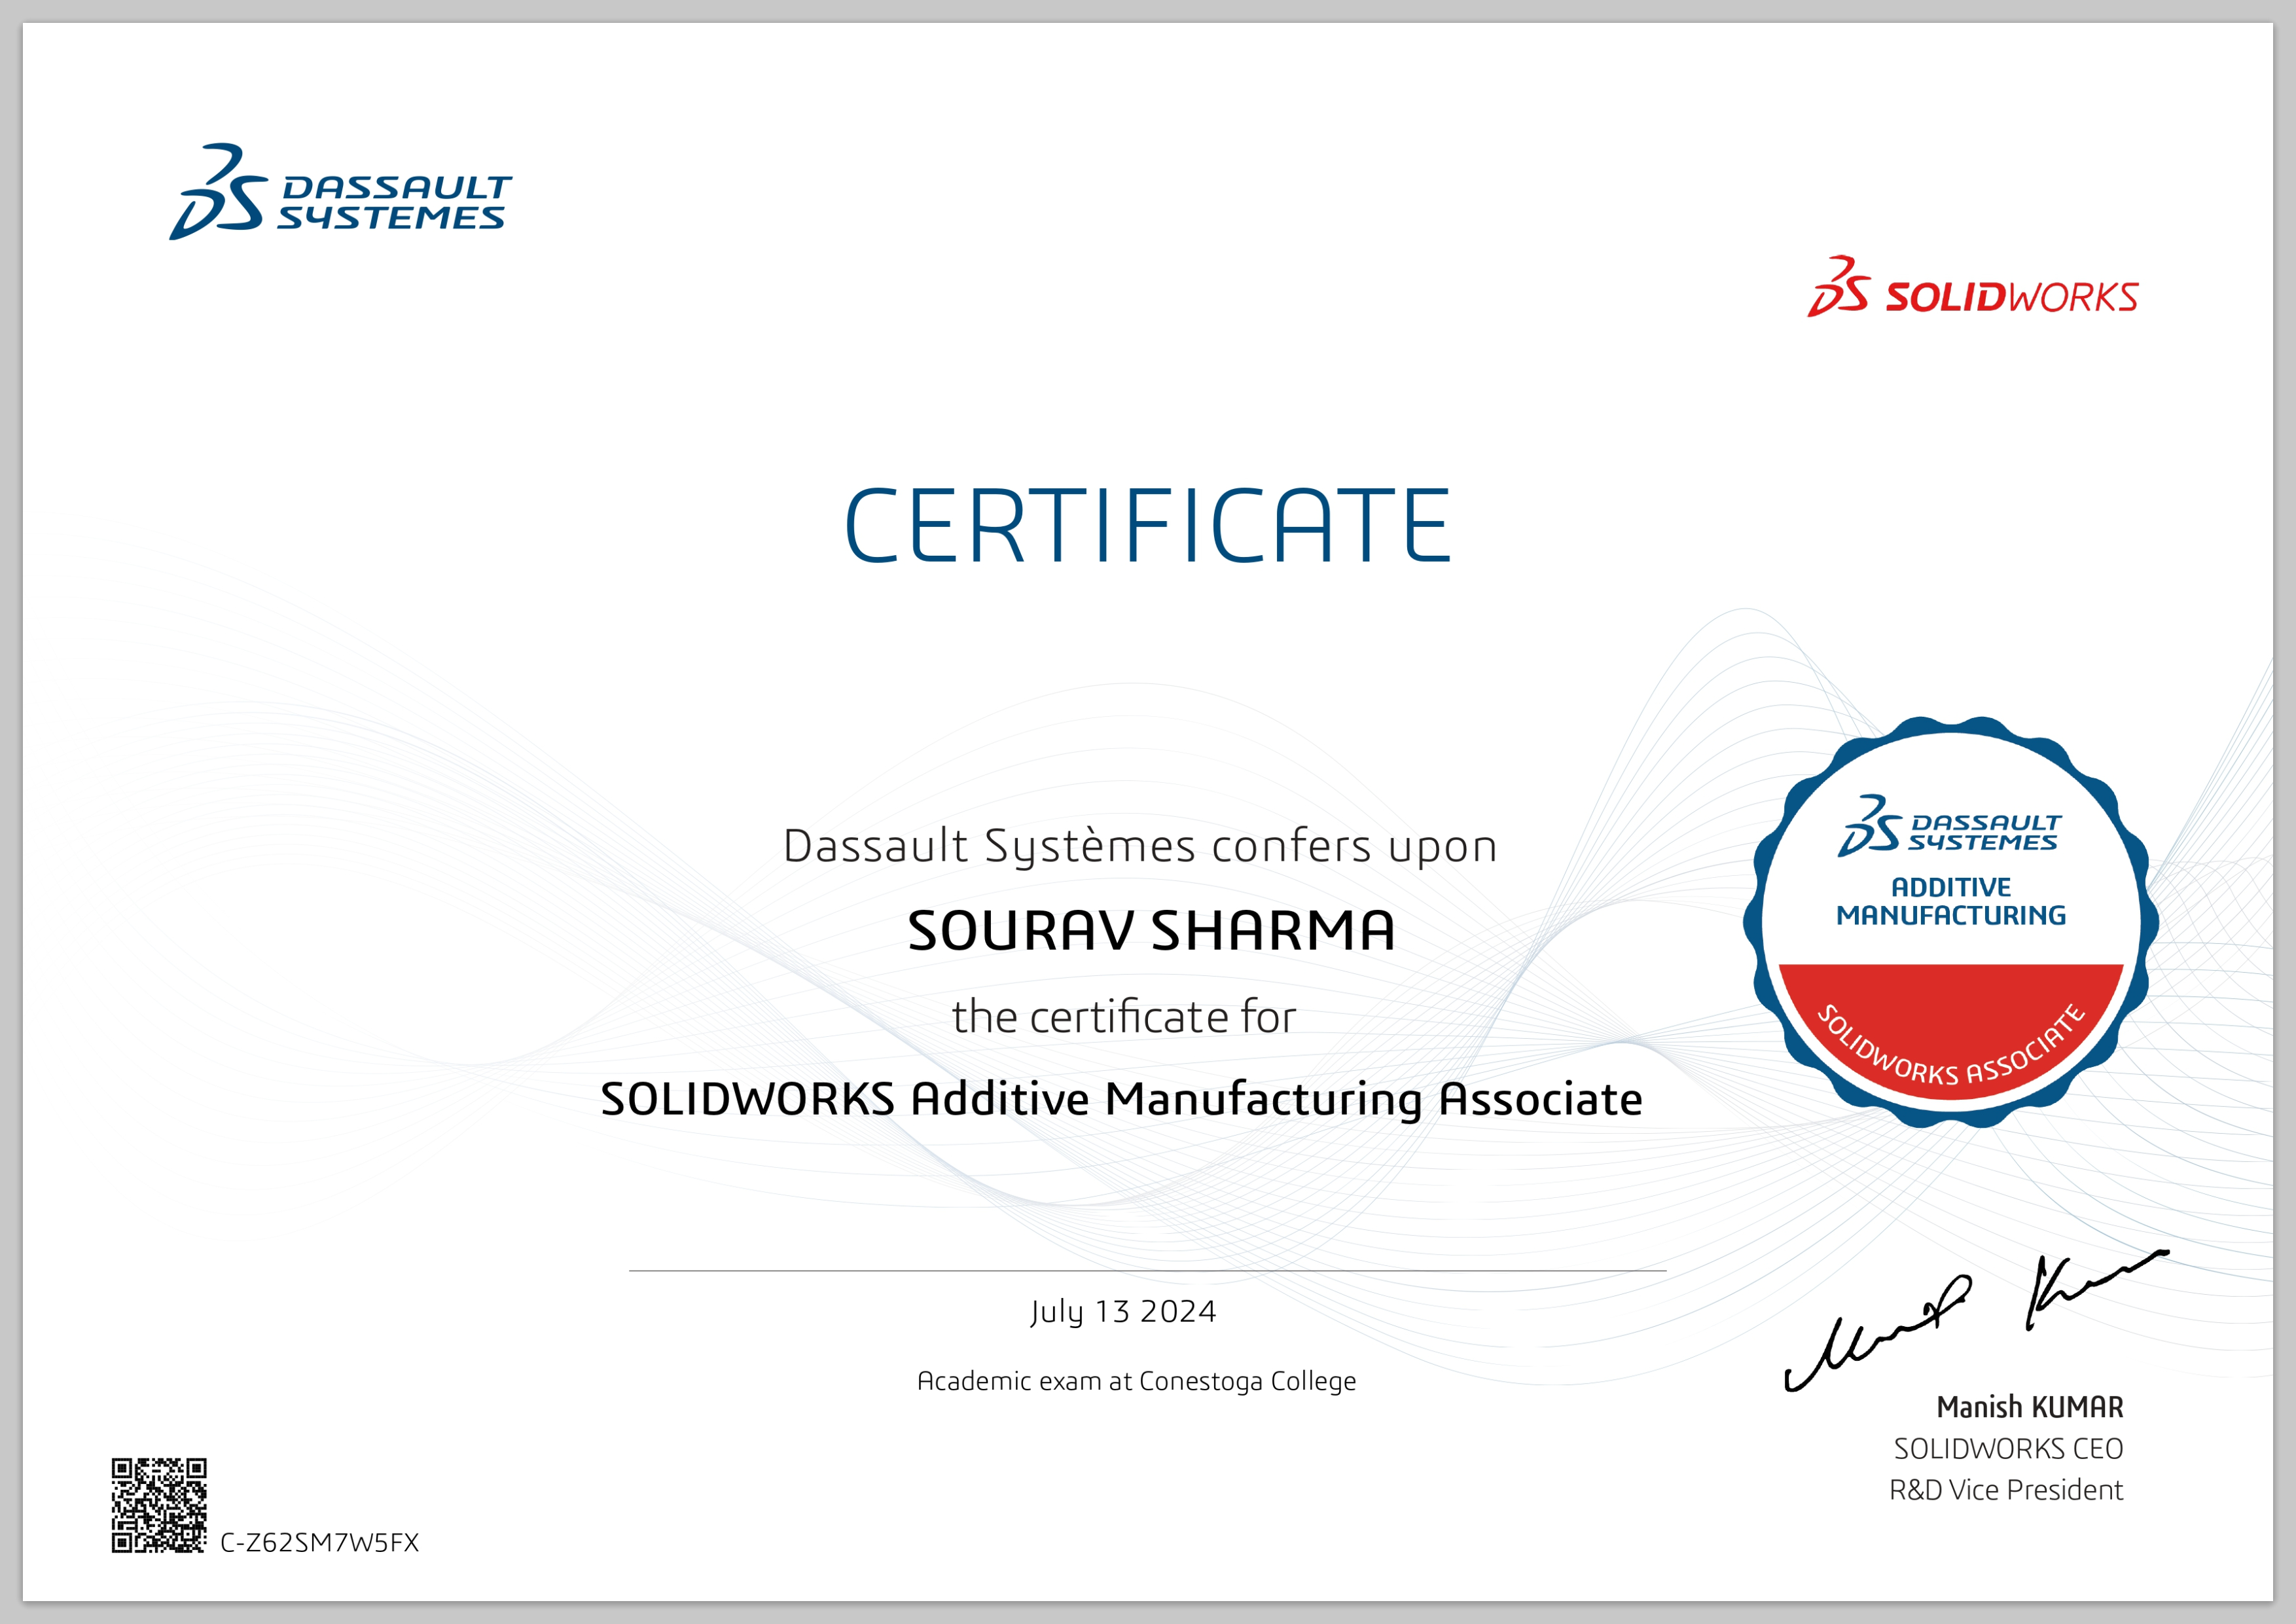 DASSAULT
SYSTEMES
SOLIDWORKS
CERTIFICATE
Dassault Systèmes confers upon
SOURAV SHARMA
the certificate for
SOLIDWORKS Additive Manufacturing Associate
DASSAULT
SYSTEMES
ADDITIVE
MANUFACTURING
SOLIDWORKS ASSOCIATE
July 13 2024
Academic exam at Conestoga College
Manish KUMAR
SOLIDWORKS CEO
R&D Vice President
C-Z62SM7W5FX